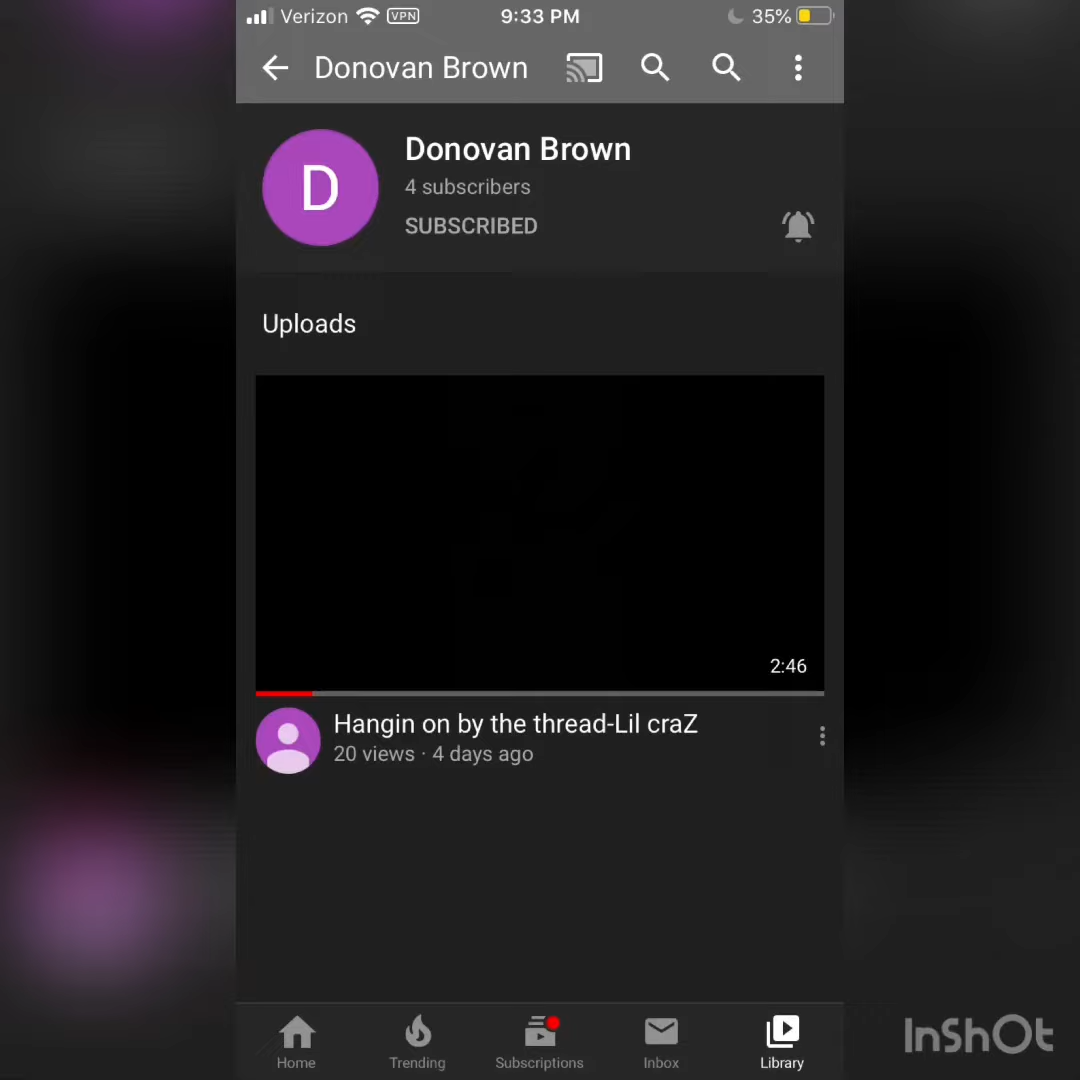 Verizon VPN 9:33 PM 35%
Donovan Brown
D
Donovan Brown
4 subscribers
SUBSCRIBED
Uploads
2:46
Hangin on by the thread-Lil craZ
20 views · 4 days ago
Home Trending Subscriptions Inbox Library
InShOt